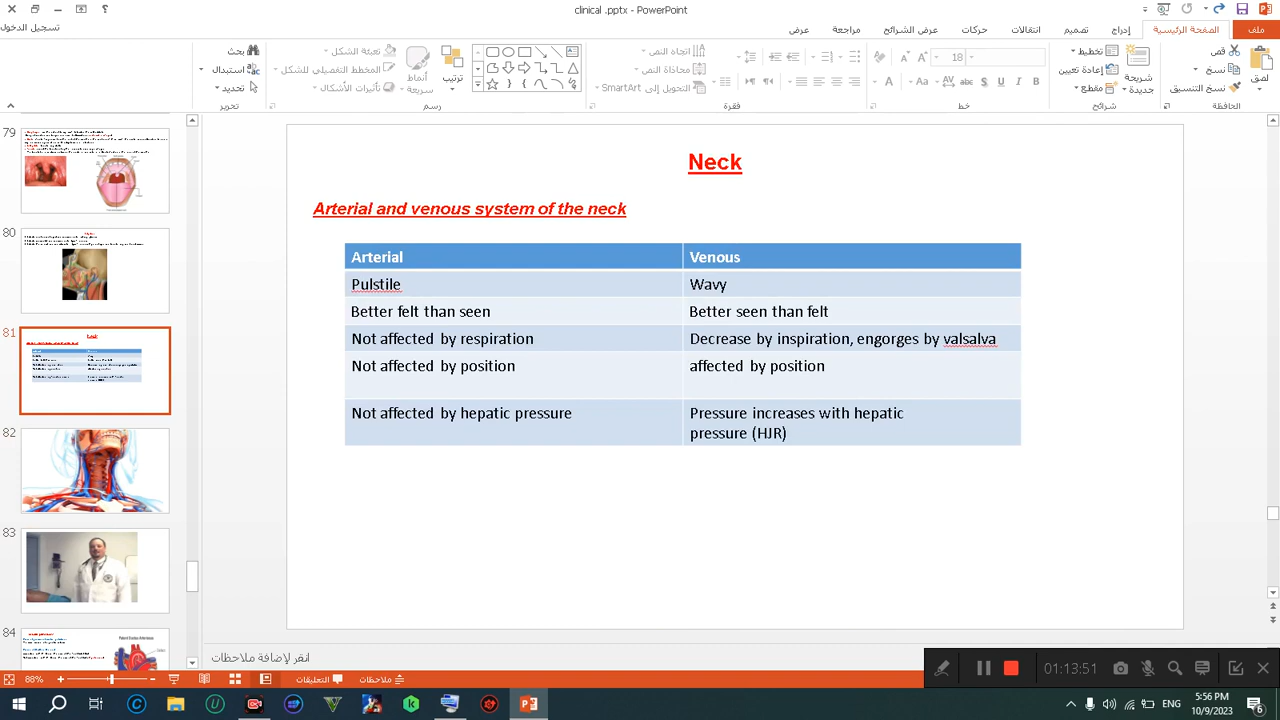 clinical .pptx - PowerPoint
تسجيل الدخول
ملف
الصفحة الرئيسية
إدراج
تصميم
انتقالات
حركات
عرض الشرائح
مراجعة
عرض
لصق
قص
نسخ
نسخ التنسيق
الحافظة
شريحة جديدة
تخطيط
إعادة تعيين
مقطع
شرائح
18
خط
اتجاه النص
محاذاة النص
التحويل إلى SmartArt
فقرة
ترتيب
أنماط سريعة
تعبئة الشكل
المخطط التفصيلي للشكل
تأثيرات الأشكال
رسم
بحث
استبدال
تحديد
تحرير
79
80
81
82
83
84
Neck
Arterial and venous system of the neck
Arterial Venous
Pulstile Wavy
Better felt than seen Better seen than felt
Not affected by respiration Decrease by inspiration, engorges by valsalva
Not affected by position affected by position
Not affected by hepatic pressure Pressure increases with hepatic
pressure (HJR)
انقر لإضافة ملاحظات
88%
التعليقات
ملاحظات
01:13:51
5:56 PM
ENG
10/9/2023
6